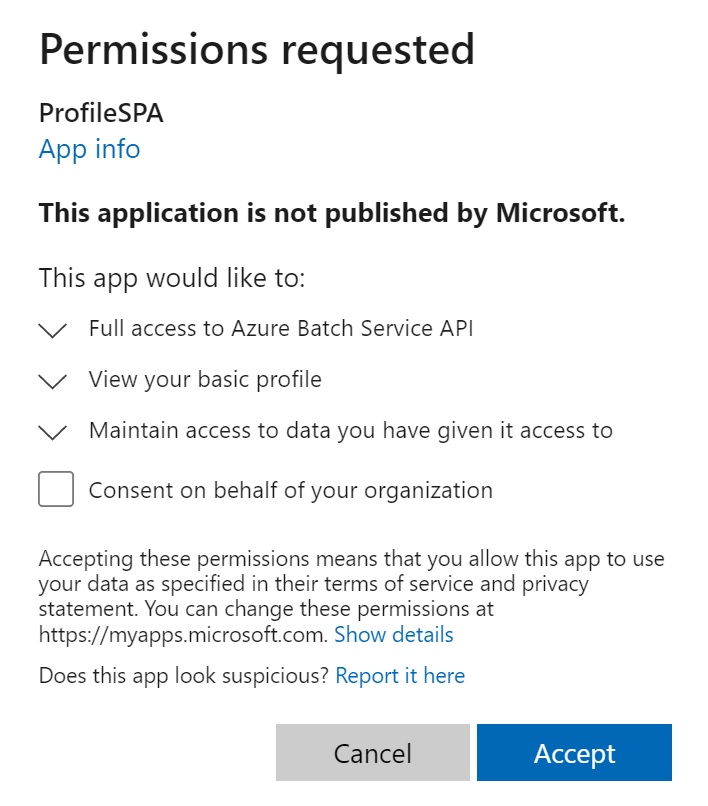 Permissions requested
ProfileSPA
App info
This application is not published by Microsoft.
This app would like to:
Full access to Azure Batch Service API
View your basic profile
Maintain access to data you have given it access to
Consent on behalf of your organization
Accepting these permissions means that you allow this app to use
your data as specified in their terms of service and privacy
statement. You can change these permissions at
https://myapps.microsoft.com. Show details
Does this app look suspicious? Report it here
Cancel Accept